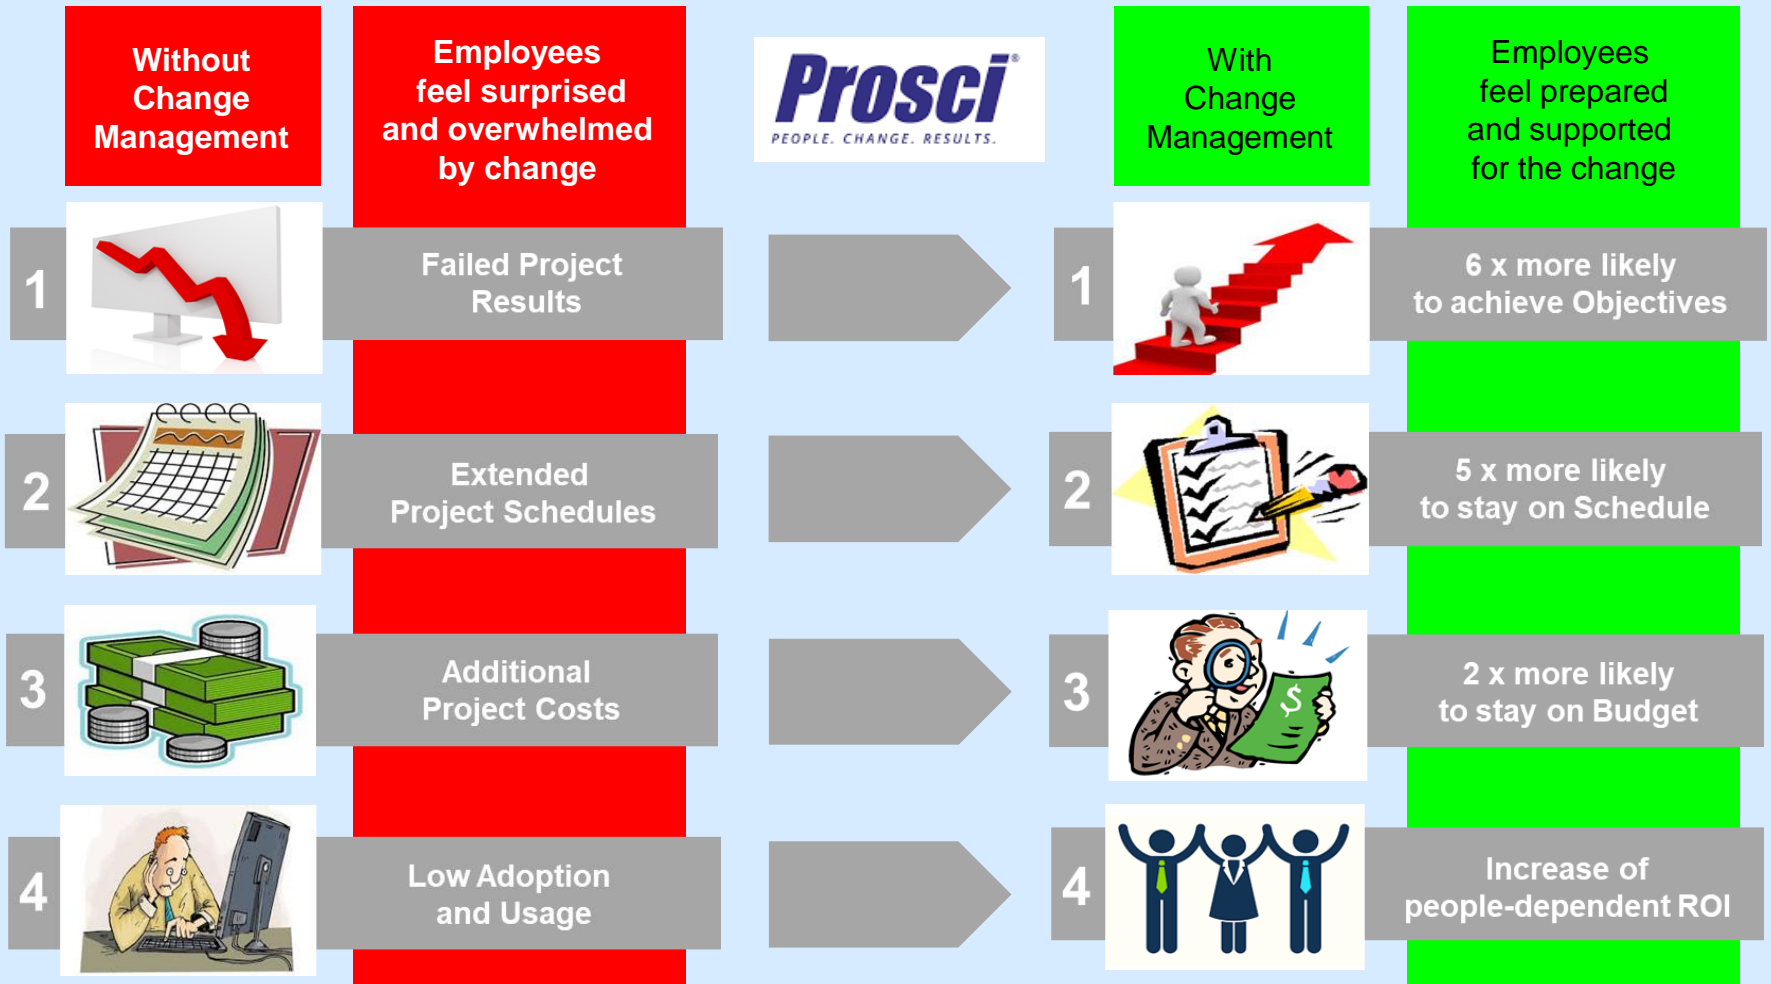 Without
Change
Management
Employees
feel surprised
and overwhelmed
by change
Prosci®
PEOPLE. CHANGE. RESULTS.
With
Change
Management
Employees
feel prepared
and supported
for the change
1
Failed Project
Results
1
6 x more likely
to achieve Objectives
2
Extended
Project Schedules
2
5 x more likely
to stay on Schedule
3
Additional
Project Costs
3
$
2 x more likely
to stay on Budget
4
Low Adoption
and Usage
4
Increase of
people-dependent ROI